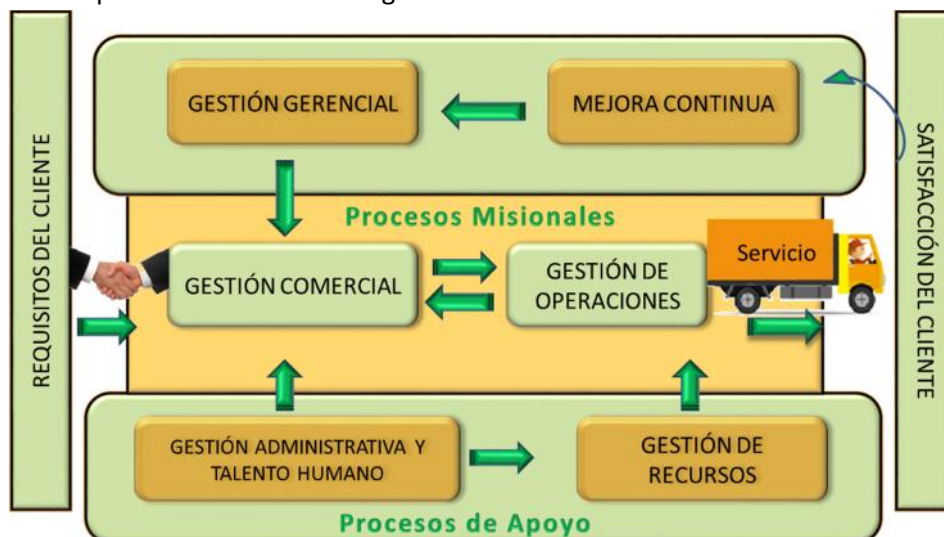 REQUISITOS DEL CLIENTE
GESTIÓN GERENCIAL
MEJORA CONTINUA
Procesos Misionales
GESTIÓN COMERCIAL
GESTIÓN DE
OPERACIONES
Servicio
GESTIÓN ADMINISTRATIVA Y
TALENTO HUMANO
GESTIÓN DE
RECURSOS
Procesos de Apoyo
SATISFACCIÓN DEL CLIENTE